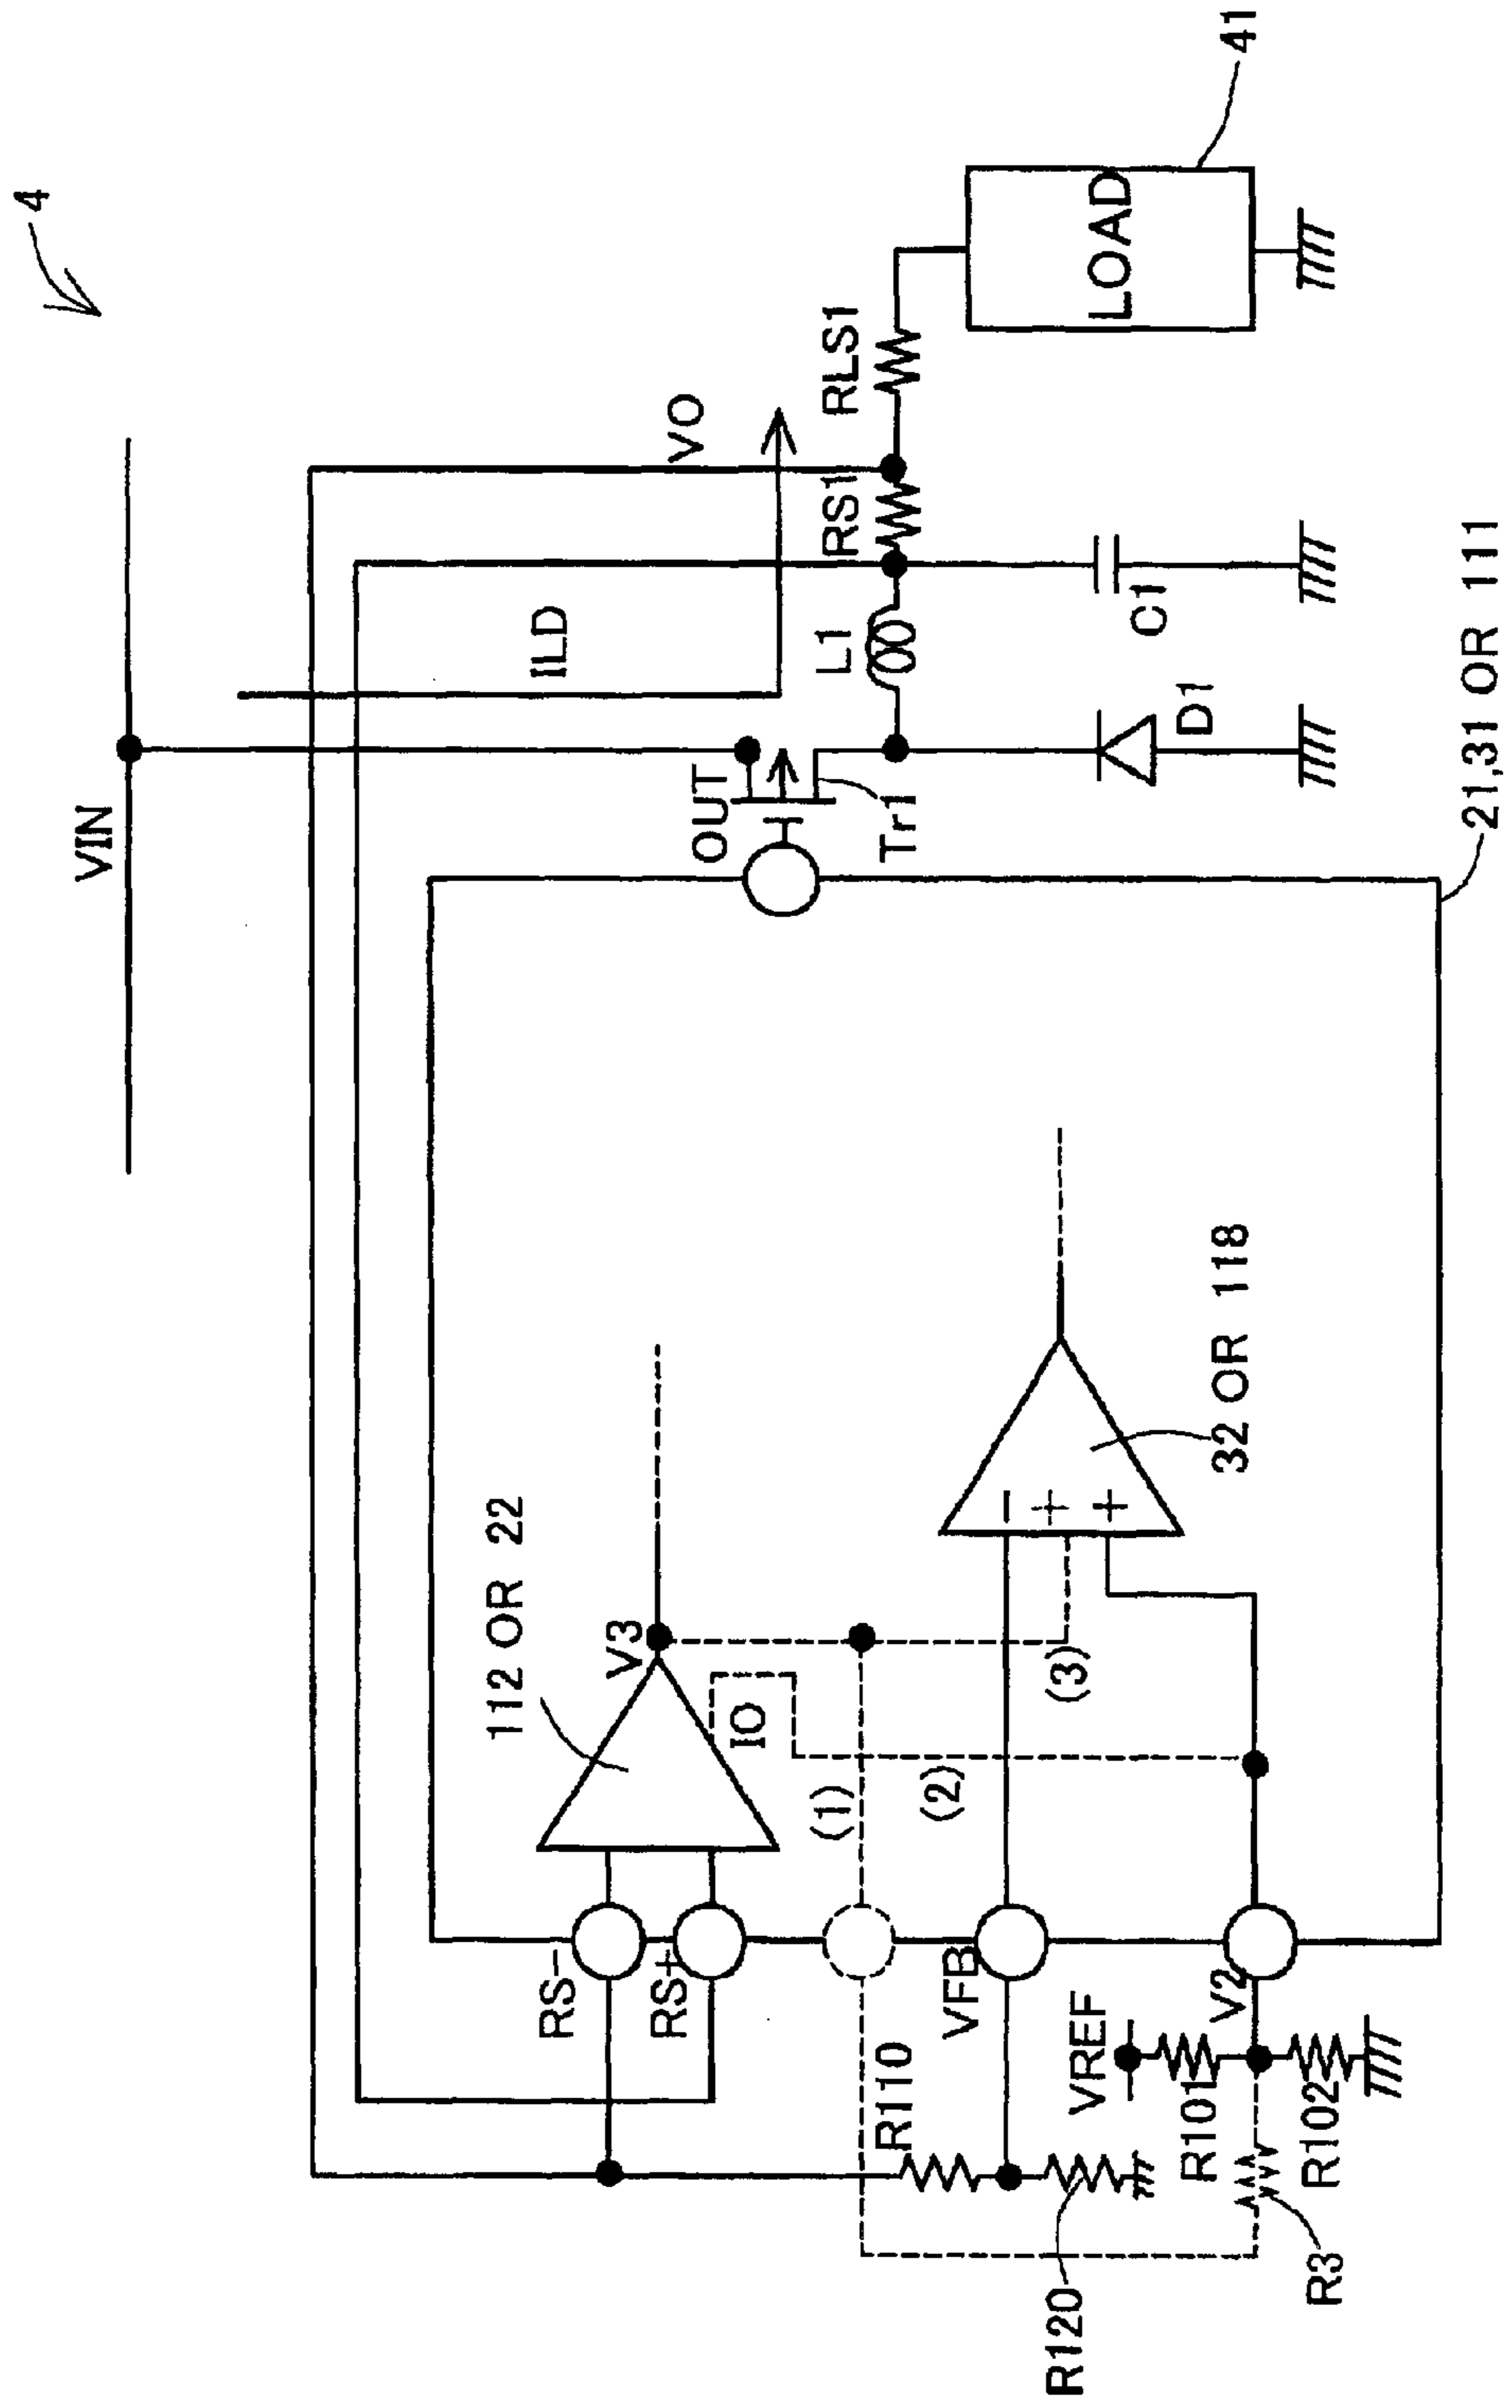 4
VIN
VO
ILD
OUT
Tr1
L1
RS1
RLS1
LOAD
41
D1
C1
21,31 OR 111
112 OR 22
V3
IO
(1)
(2)
(3)
32 OR 118
−
+
+
RS−
RS+
VFB
V2
VREF
R110
R120
R101
R102
R3